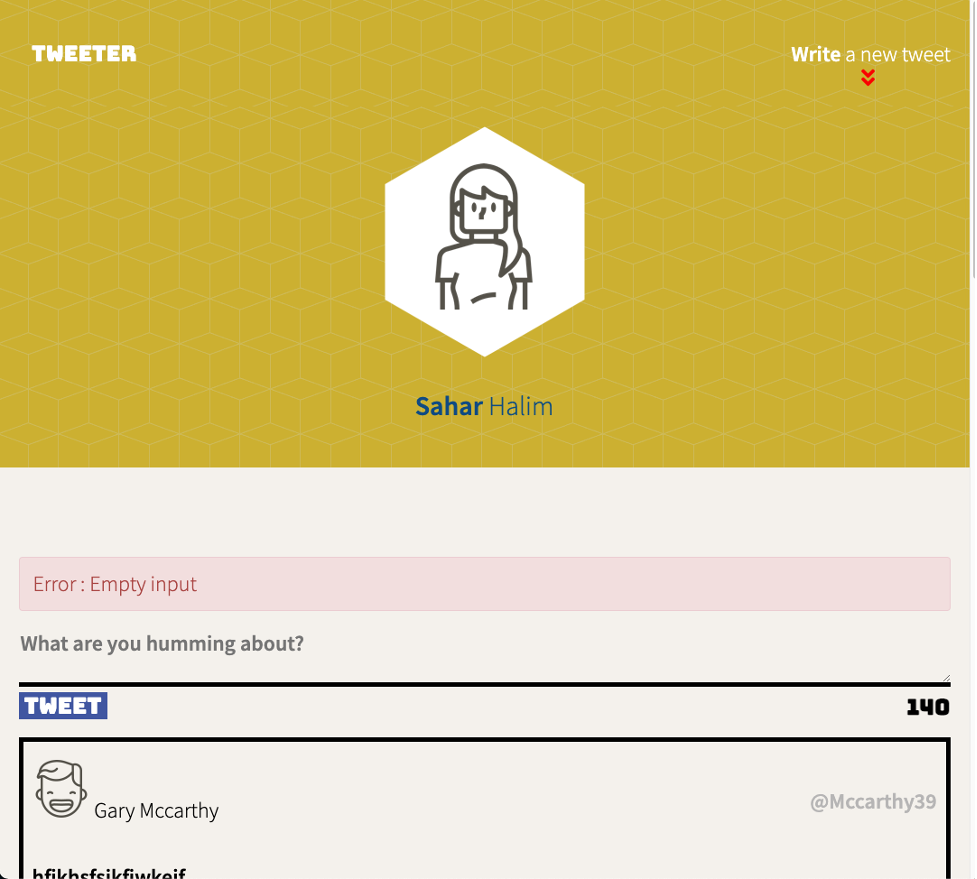 TWEETER
Write a new tweet
Sahar Halim
Error : Empty input
What are you humming about?
TWEET
140
Gary Mccarthy
@Mccarthy39